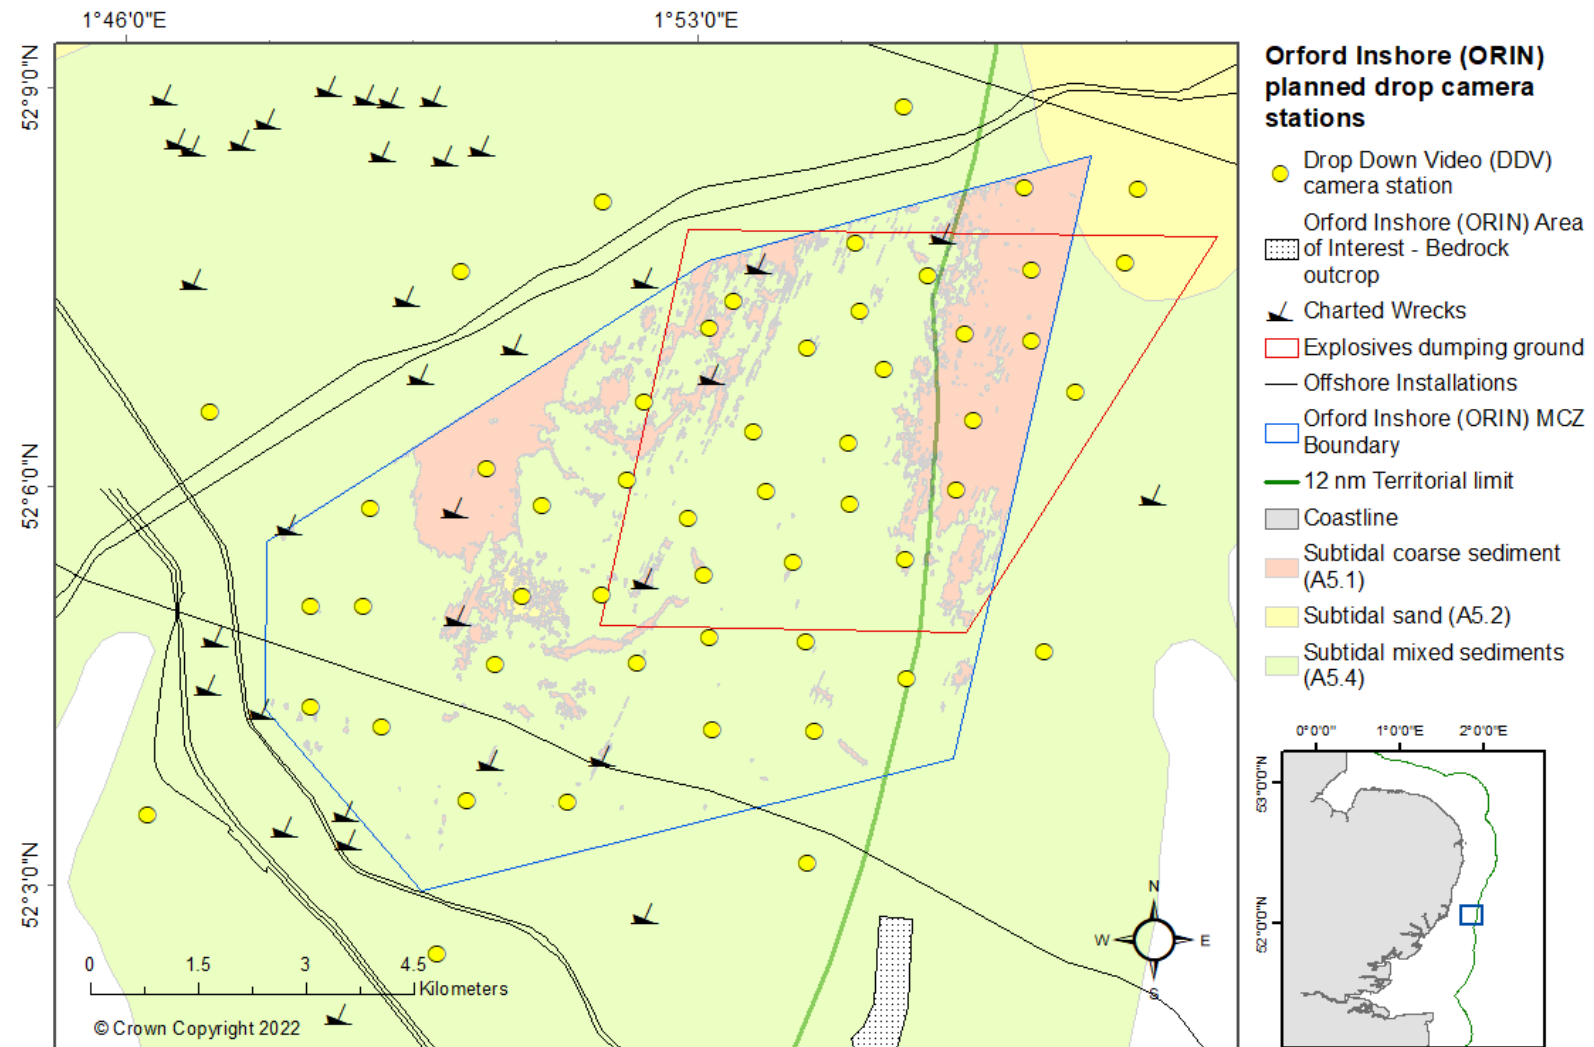 1°46'0"E
1°53'0"E
52°9'0"N
52°6'0"N
52°3'0"N
0
1.5
3
4.5
Kilometers
© Crown Copyright 2022
N
W
E
S
Orford Inshore (ORIN)
planned drop camera
stations
Drop Down Video (DDV)
camera station
Orford Inshore (ORIN) Area
of Interest - Bedrock
outcrop
Charted Wrecks
Explosives dumping ground
Offshore Installations
Orford Inshore (ORIN) MCZ
Boundary
12 nm Territorial limit
Coastline
Subtidal coarse sediment
(A5.1)
Subtidal sand (A5.2)
Subtidal mixed sediments
(A5.4)
0°0'0"
1°0'0"E
2°0'0"E
53°0'0"N
52°0'0"N